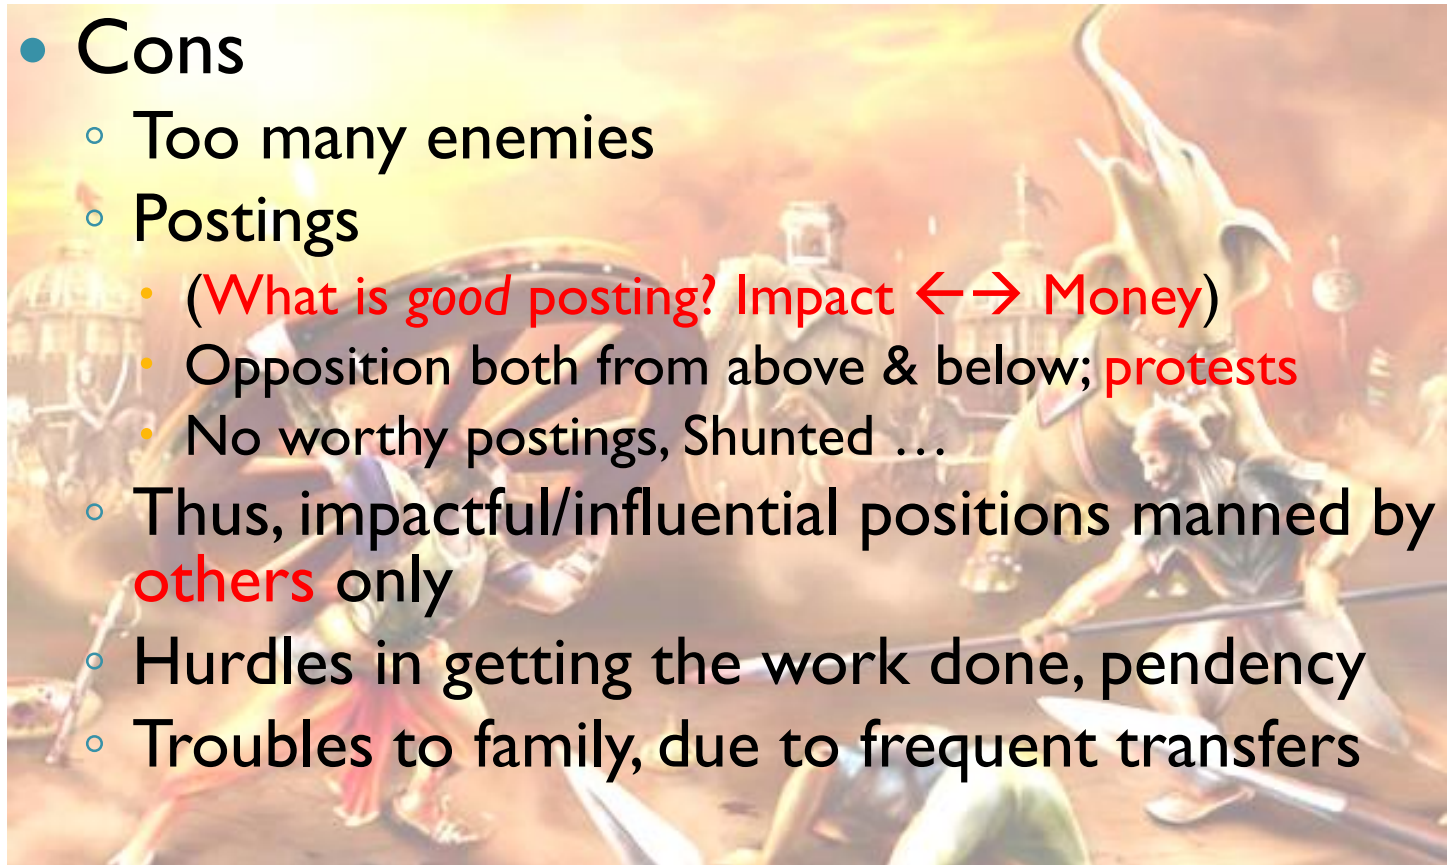 • Cons
◦ Too many enemies
◦ Postings
· (What is good posting? Impact ←→ Money)
· Opposition both from above & below; protests
· No worthy postings, Shunted …
◦ Thus, impactful/influential positions manned by
others only
◦ Hurdles in getting the work done, pendency
◦ Troubles to family, due to frequent transfers